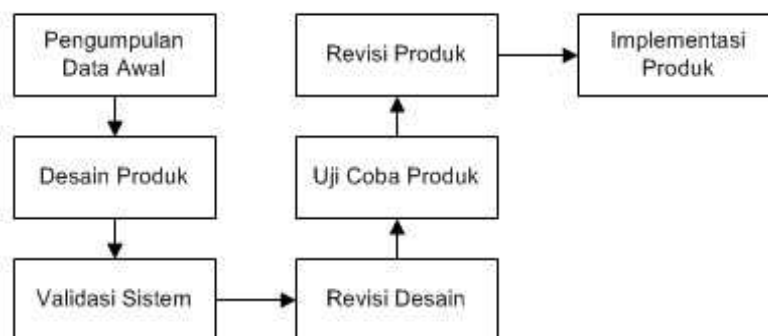 Pengumpulan
Data Awal
Desain Produk
Validasi Sistem
Revisi Desain
Uji Coba Produk
Revisi Produk
Implementasi
Produk